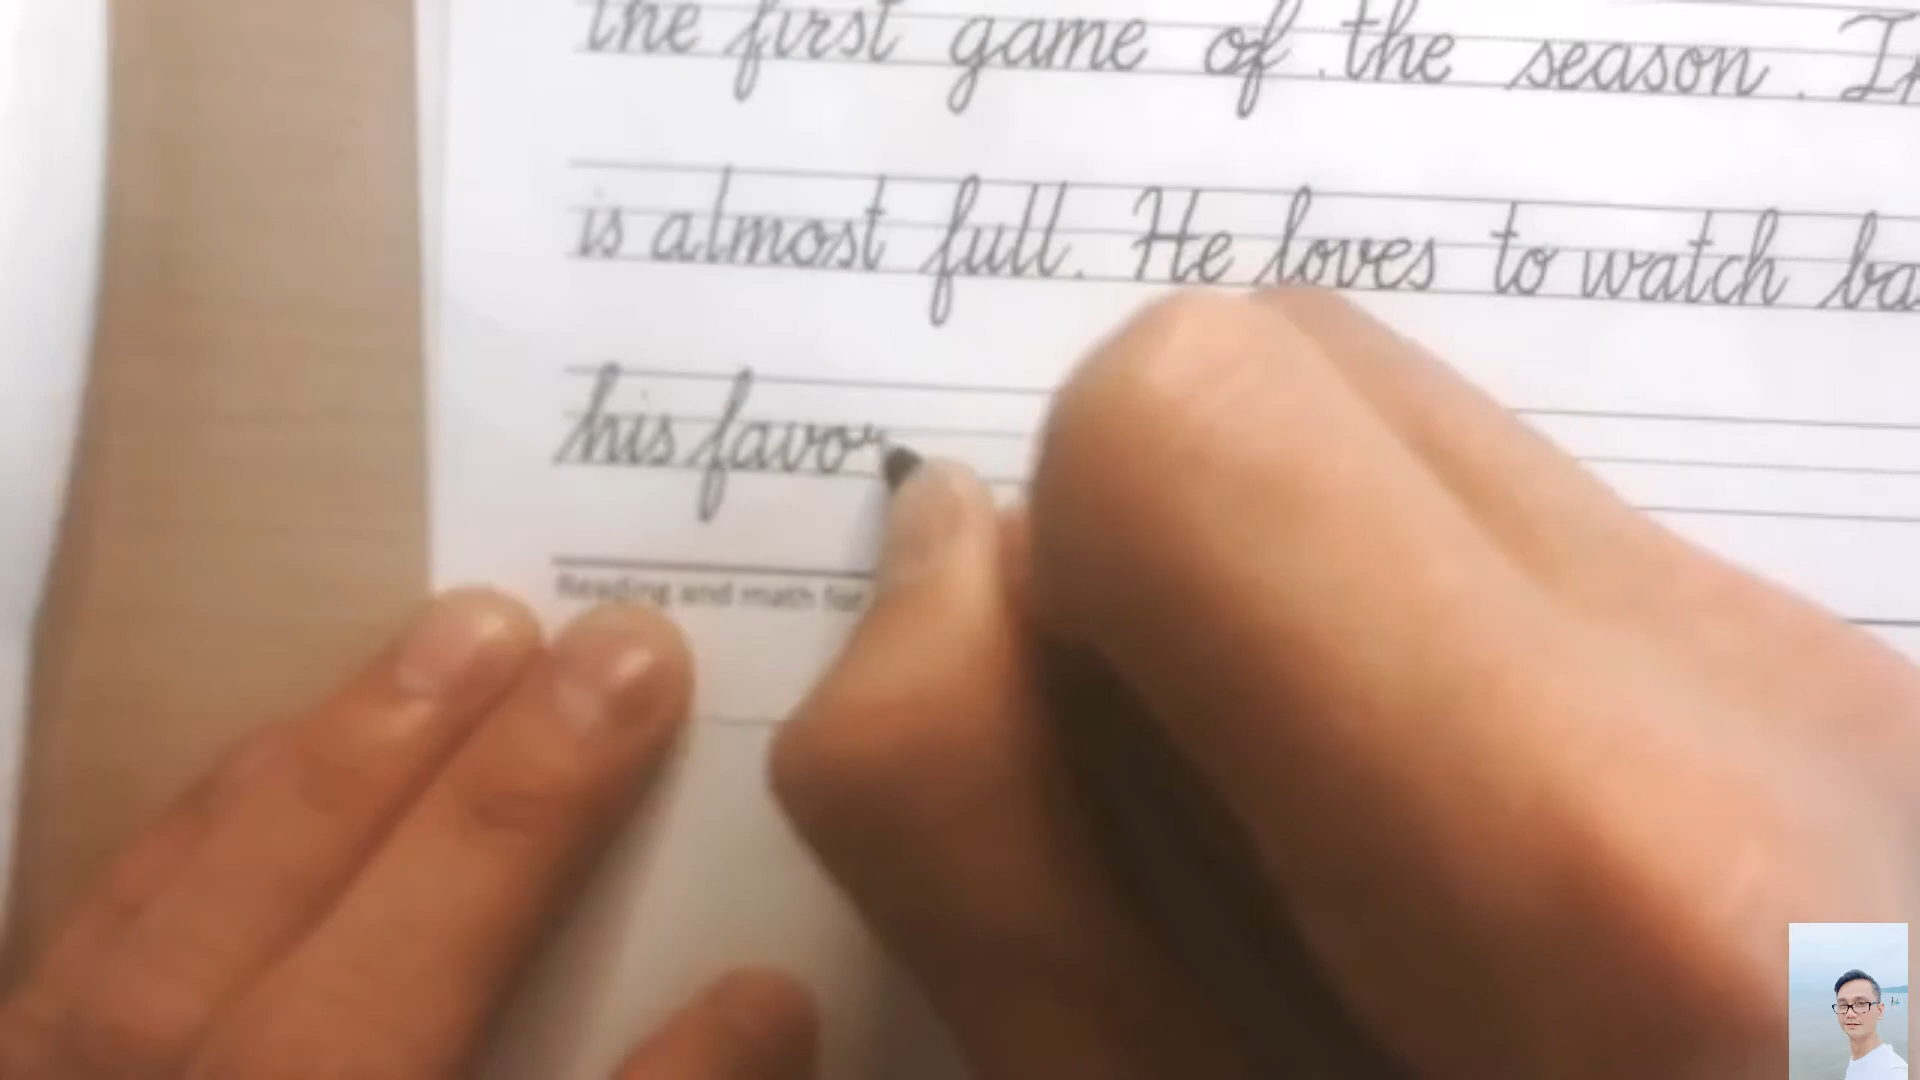 the first game of the season.
is almost full. He loves to watch
his favor
Reading and math for